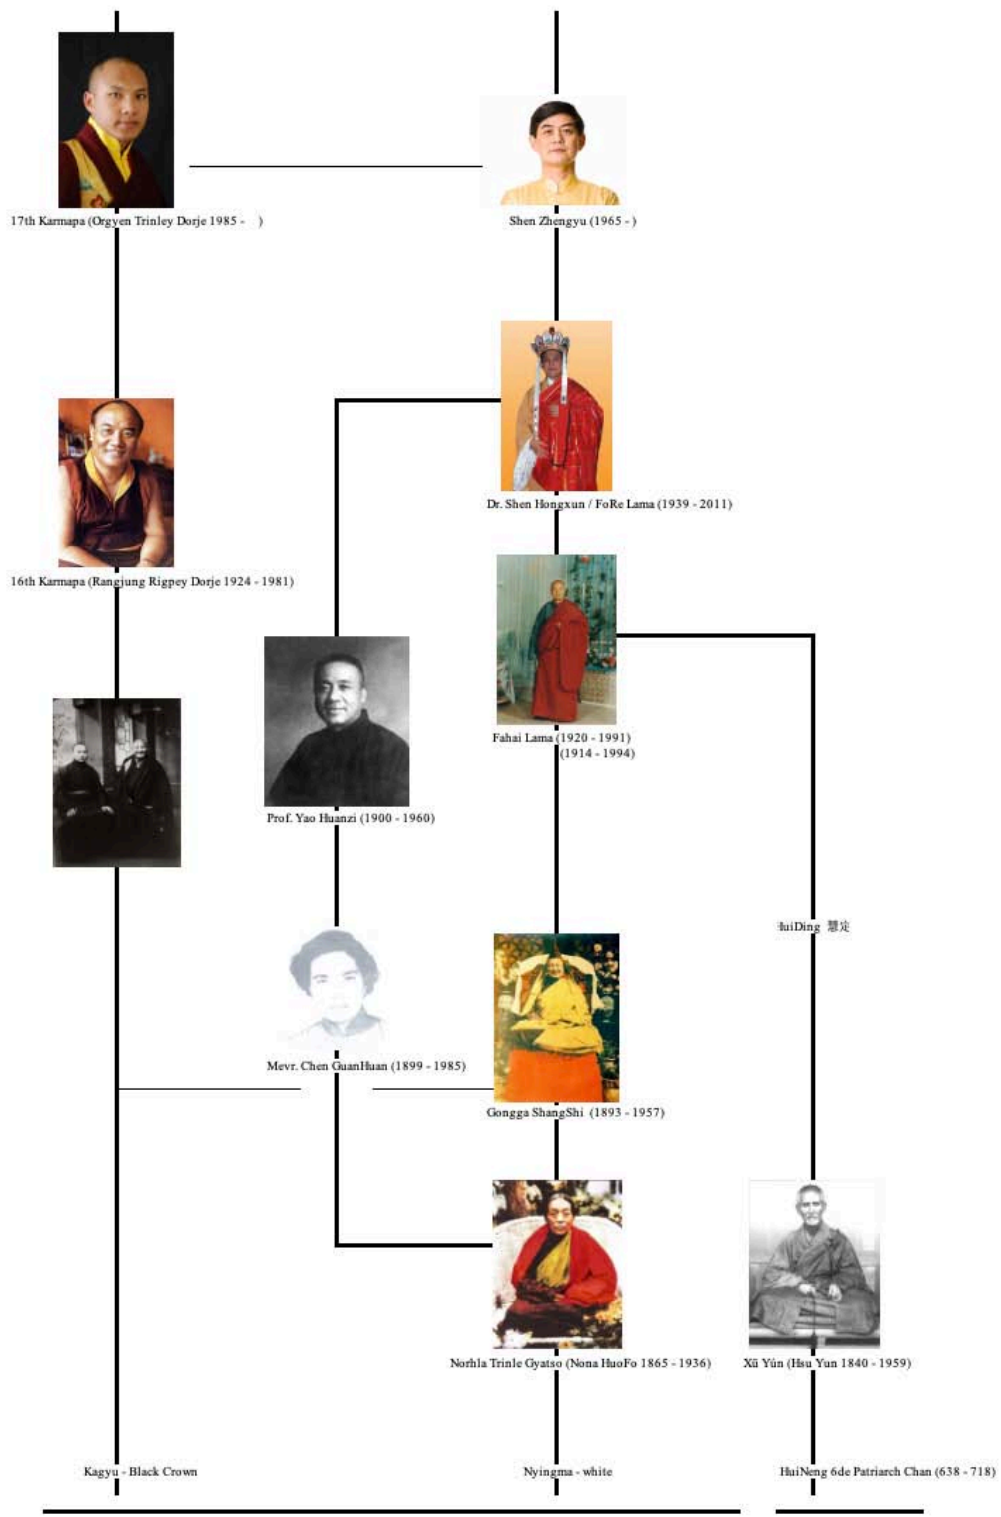 17th Karmapa (Orgyen Trinley Dorje 1985 - )
Shen Zhengyu (1965 - )
Dr. Shen Hongxun / FoRe Lama (1939 - 2011)
16th Karmapa (Rangjung Rigpey Dorje 1924 - 1981)
Fahai Lama (1920 - 1991)
(1914 - 1994)
Prof. Yao Huanzi (1900 - 1960)
HuiDing 慧定
Mevr. Chen GuanHuan (1899 - 1985)
Gongga ShangShi (1893 - 1957)
Norhla Trinle Gyatso (Nona HuoFo 1865 - 1936)
Xū Yún (Hsu Yun 1840 - 1959)
Kagyu - Black Crown
Nyingma - white
HuiNeng 6de Patriarch Chan (638 - 718)